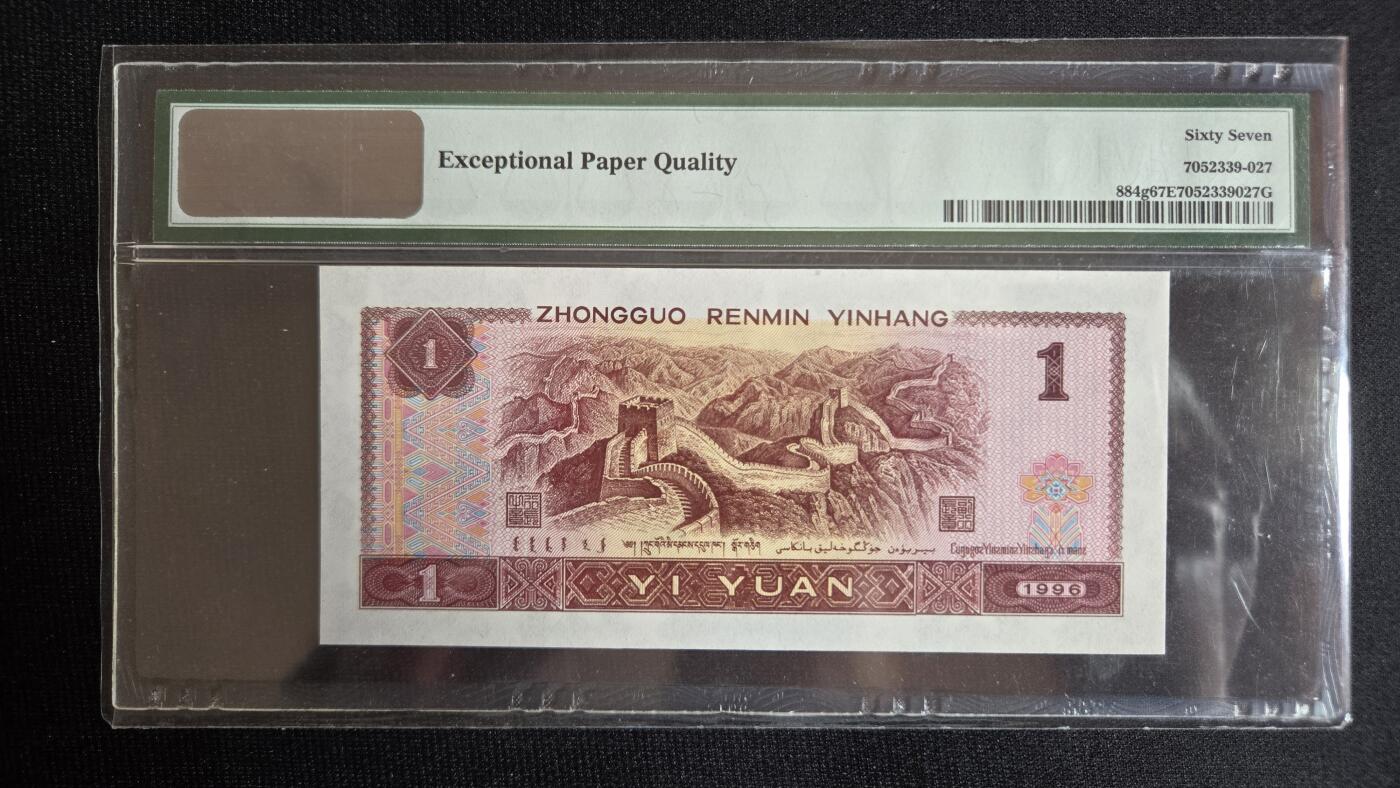 Exceptional Paper Quality
Sixty Seven
7052339-027
884g67E7052339027G
ZHONGGUO RENMIN YINHANG
1
1
1
YI YUAN
1996